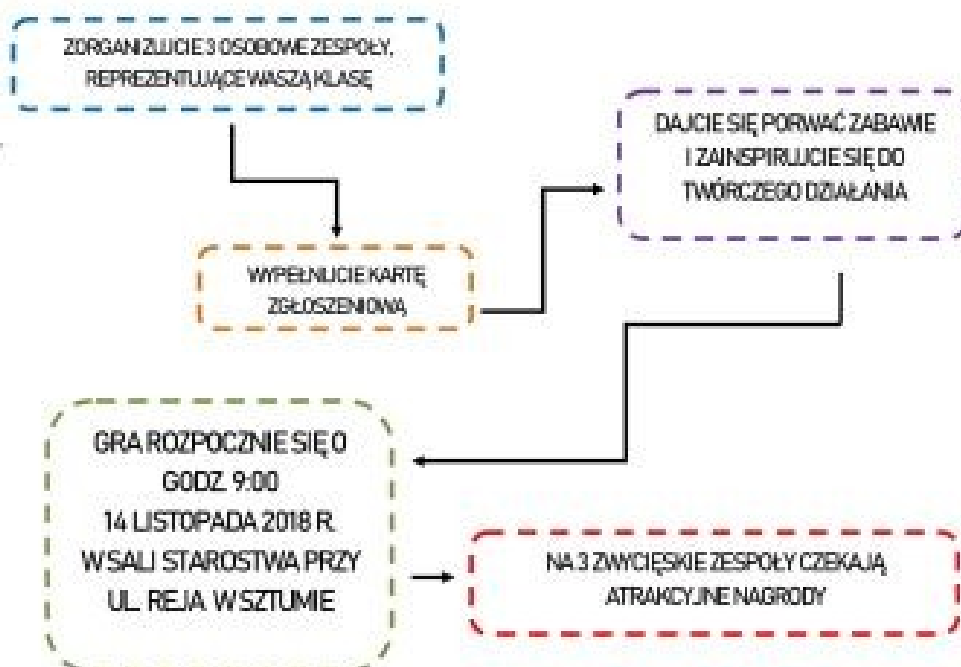 ZORGANIZUJCIE 3 OSOBOWE ZESPOŁY,
REPREZENTUJĄCE WASZĄ KLASĘ
DAJCIE SIĘ PORWAĆ ZABAWIE
I ZAINSPIRUJCIE SIĘ DO
TWÓRCZEGO DZIAŁANIA
WYPEŁNIJCIE KARTĘ
ZGŁOSZENIOWĄ
GRA ROZPOCZNIE SIĘ O
GODZ. 9:00
14 LISTOPADA 2018 R.
W SALI STAROSTWA PRZY
UL. REJA W SZTUMIE
NA 3 ZWYCIĘSKIE ZESPOŁY CZEKAJĄ
ATRAKCYJNE NAGRODY